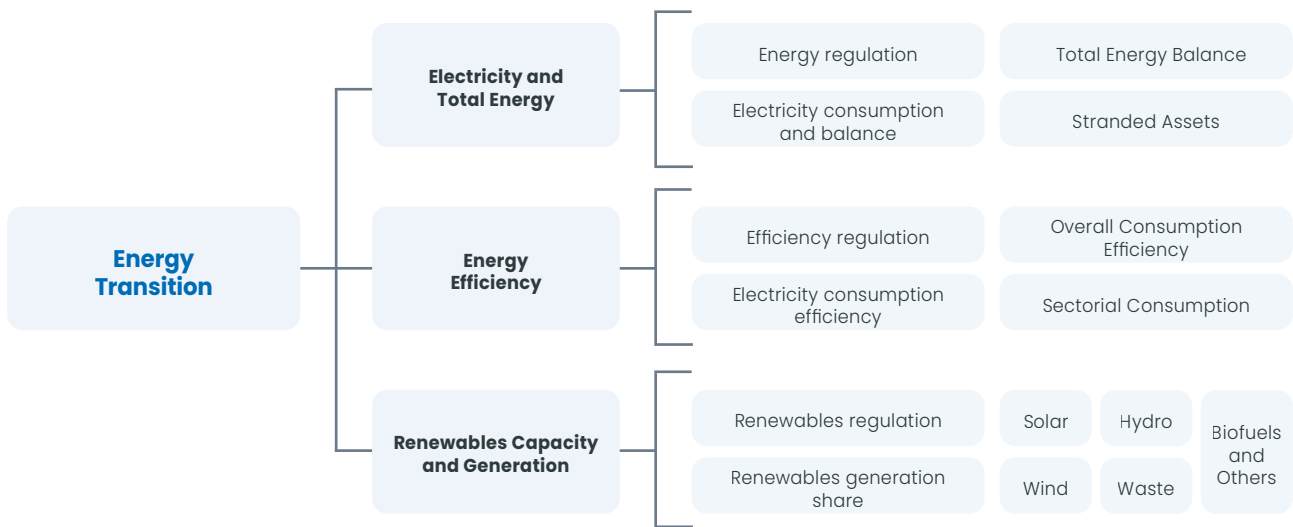 Energy
Transition
Electricity and
Total Energy
Energy regulation
Total Energy Balance
Electricity consumption
and balance
Stranded Assets
Energy
Efficiency
Efficiency regulation
Overall Consumption
Efficiency
Electricity consumption
efficiency
Sectorial Consumption
Renewables Capacity
and Generation
Renewables regulation
Solar
Hydro
Biofuels
and
Others
Renewables generation
share
Wind
Waste